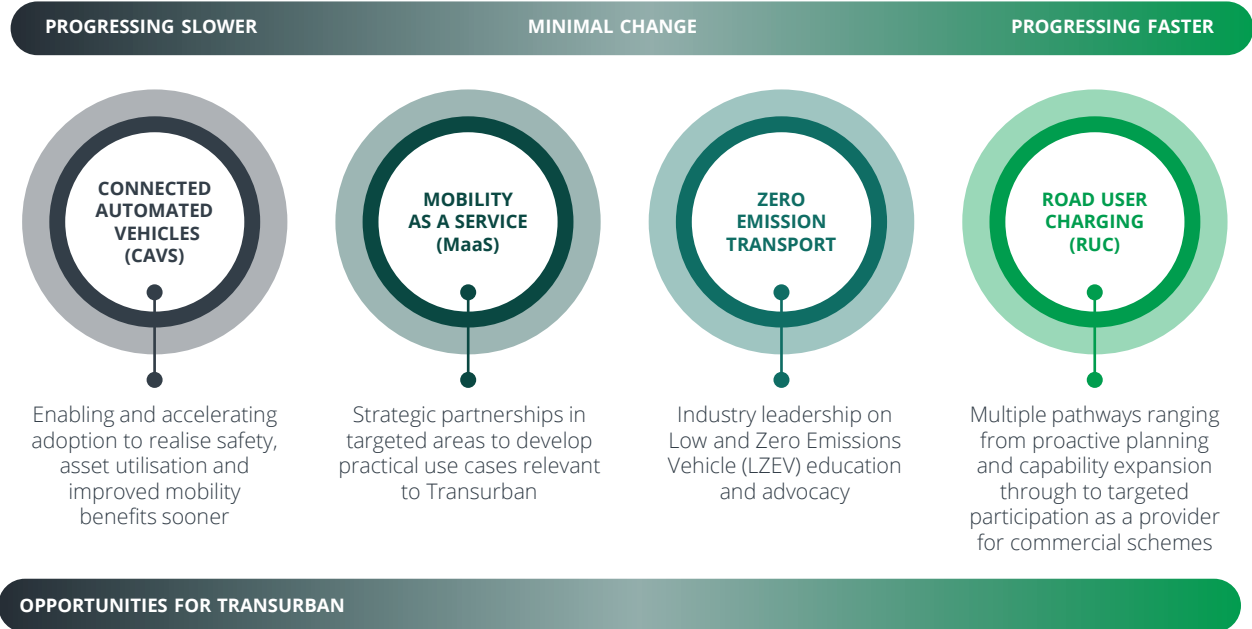 PROGRESSING SLOWER
MINIMAL CHANGE
PROGRESSING FASTER
CONNECTED
AUTOMATED
VEHICLES
(CAVS)
MOBILITY
AS A SERVICE
(MaaS)
ZERO
EMISSION
TRANSPORT
ROAD USER
CHARGING
(RUC)
Enabling and accelerating
adoption to realise safety,
asset utilisation and
improved mobility
benefits sooner
Strategic partnerships in
targeted areas to develop
practical use cases relevant
to Transurban
Industry leadership on
Low and Zero Emissions
Vehicle (LZEV) education
and advocacy
Multiple pathways ranging
from proactive planning
and capability expansion
through to targeted
participation as a provider
for commercial schemes
OPPORTUNITIES FOR TRANSURBAN